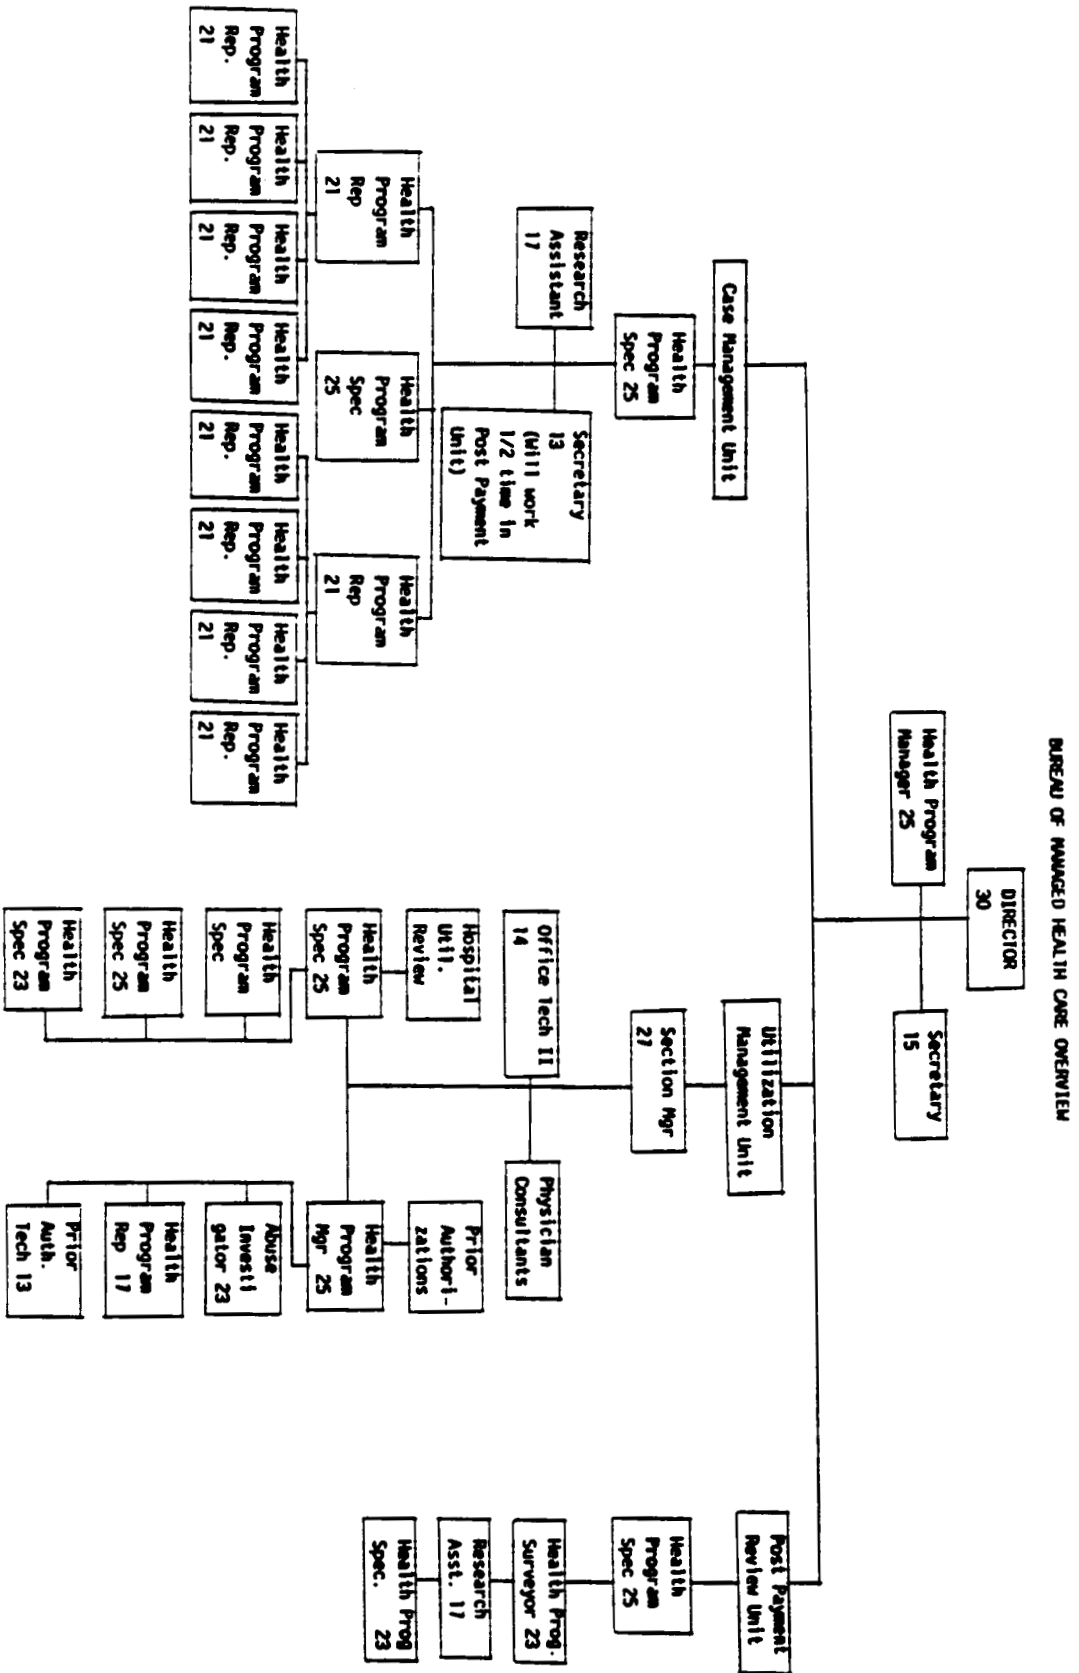 BUREAU OF MANAGED HEALTH CARE OVERVIEW
DIRECTOR
30
Health Program
Manager 25
Secretary
15
Case Management Unit
Health
Program
Spec 25
Research
Assistant
17
Secretary
13
(Will work
1/2 time in
Post Payment
Unit)
Health
Program
Rep
21
Health
Program
Spec
25
Health
Program
Rep
21
Health
Program
Rep.
21
Health
Program
Rep.
21
Health
Program
Rep.
21
Health
Program
Rep.
21
Health
Program
Rep.
21
Health
Program
Rep.
21
Health
Program
Rep.
21
Health
Program
Rep.
21
Utilization
Management Unit
Section Mgr
27
Office Tech II
14
Physician
Consultants
Hospital
Util.
Review
Health
Program
Spec 25
Health
Program
Spec
Health
Program
Spec 25
Health
Program
Spec 23
Prior
Authori-
zations
Health
Program
Mgr 25
Abuse
Investi
gator 23
Health
Program
Rep 17
Prior
Auth.
Tech 13
Post Payment
Review Unit
Health
Program
Spec 25
Health Prog.
Surveyor 23
Research
Asst. 17
Health Prog
Spec. 23